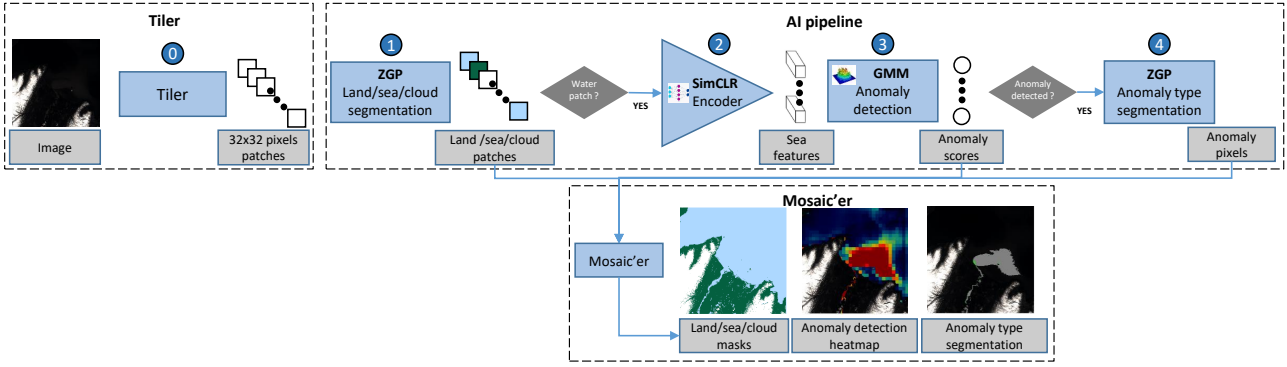 Tiler
0
Tiler
Image
32x32 pixels
patches
AI pipeline
1
ZGP
Land/sea/cloud
segmentation
Land /sea/cloud
patches
Water
patch ?
YES
2
SimCLR
Encoder
Sea
features
3
GMM
Anomaly
detection
Anomaly
scores
Anomaly
detected ?
YES
4
ZGP
Anomaly type
segmentation
Anomaly
pixels
Mosaic'er
Mosaic'er
Land/sea/cloud
masks
Anomaly detection
heatmap
Anomaly type
segmentation